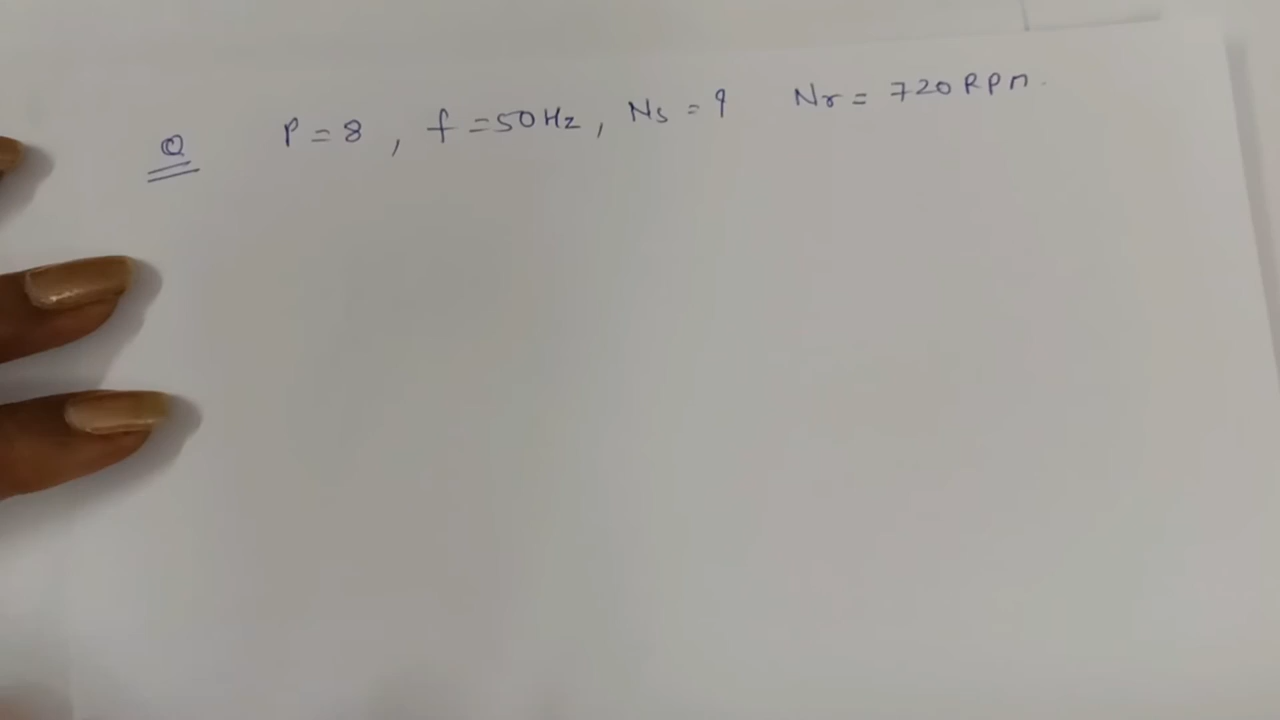 Q P = 8 , f = 50 Hz , Ns = ? Nr = 720 RPM.